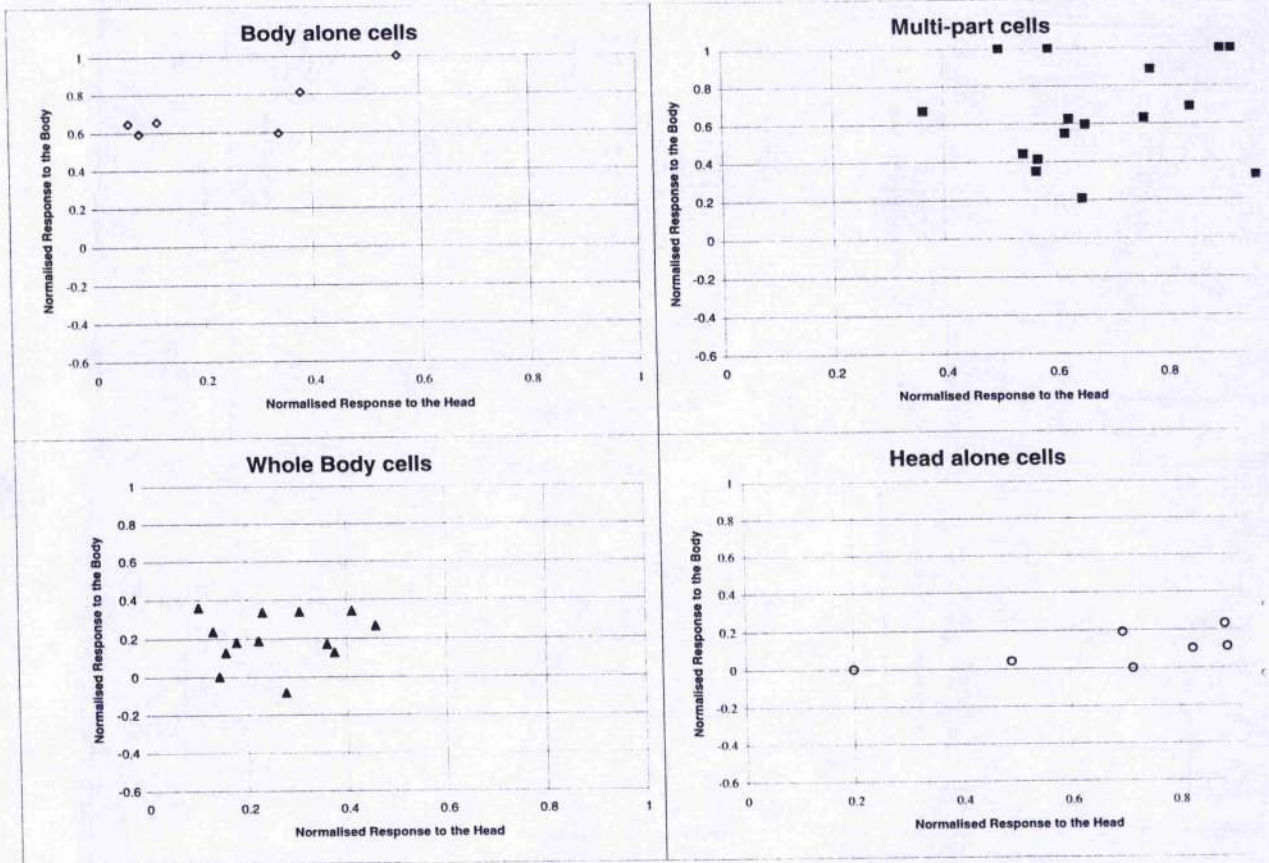 Body alone cells
Normalised Response to the Body
1
0.8
0.6
0.4
0.2
0
-0.2
-0.4
-0.6
0 0.2 0.4 0.6 0.8 1
Normalised Response to the Head
Multi-part cells
Normalised Response to the Body
1
0.8
0.6
0.4
0.2
0
-0.2
-0.4
-0.6
0 0.2 0.4 0.6 0.8
Normalised Response to the Head
Whole Body cells
Normalised Response to the Body
1
0.8
0.6
0.4
0.2
0
-0.2
-0.4
-0.6
0 0.2 0.4 0.6 0.8 1
Normalised Response to the Head
Head alone cells
Normalised Response to the Body
1
0.8
0.6
0.4
0.2
0
-0.2
-0.4
-0.6
0 0.2 0.4 0.6 0.8
Normalised Response to the Head